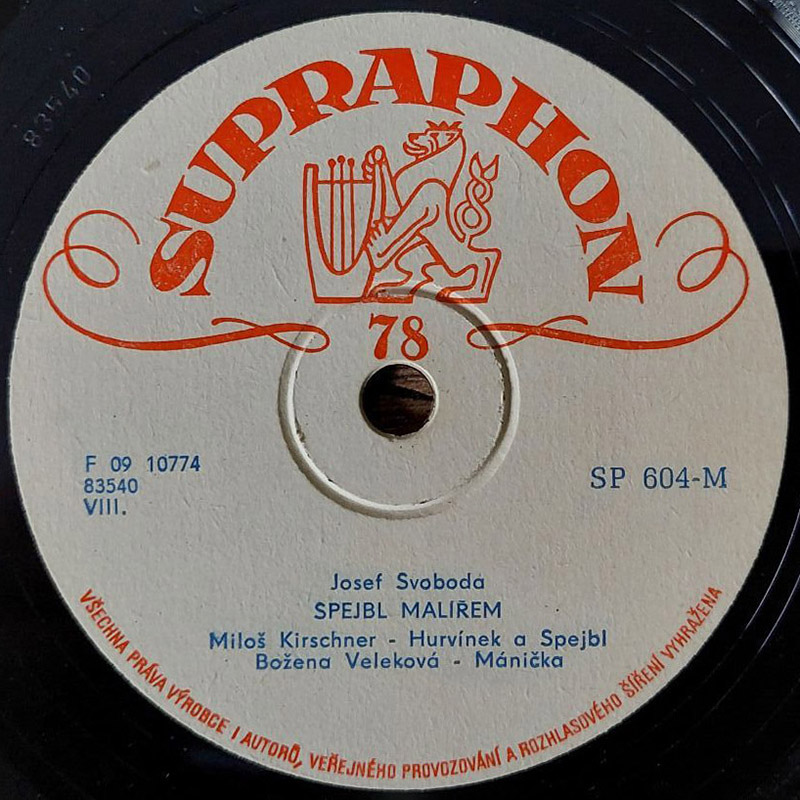 83540
SUPRAPHON
78
F 09 10774
83540
VIII.
SP 604-M
Josef Svoboda
SPEJBL MALÍŘEM
Miloš Kirschner - Hurvínek a Spejbl
Božena Veleková - Mánička
VŠECHNA PRÁVA VÝROBCE I AUTORŮ, VEŘEJNÉHO PROVOZOVÁNÍ A ROZHLASOVÉHO ŠÍŘENÍ VYHRAŽENA